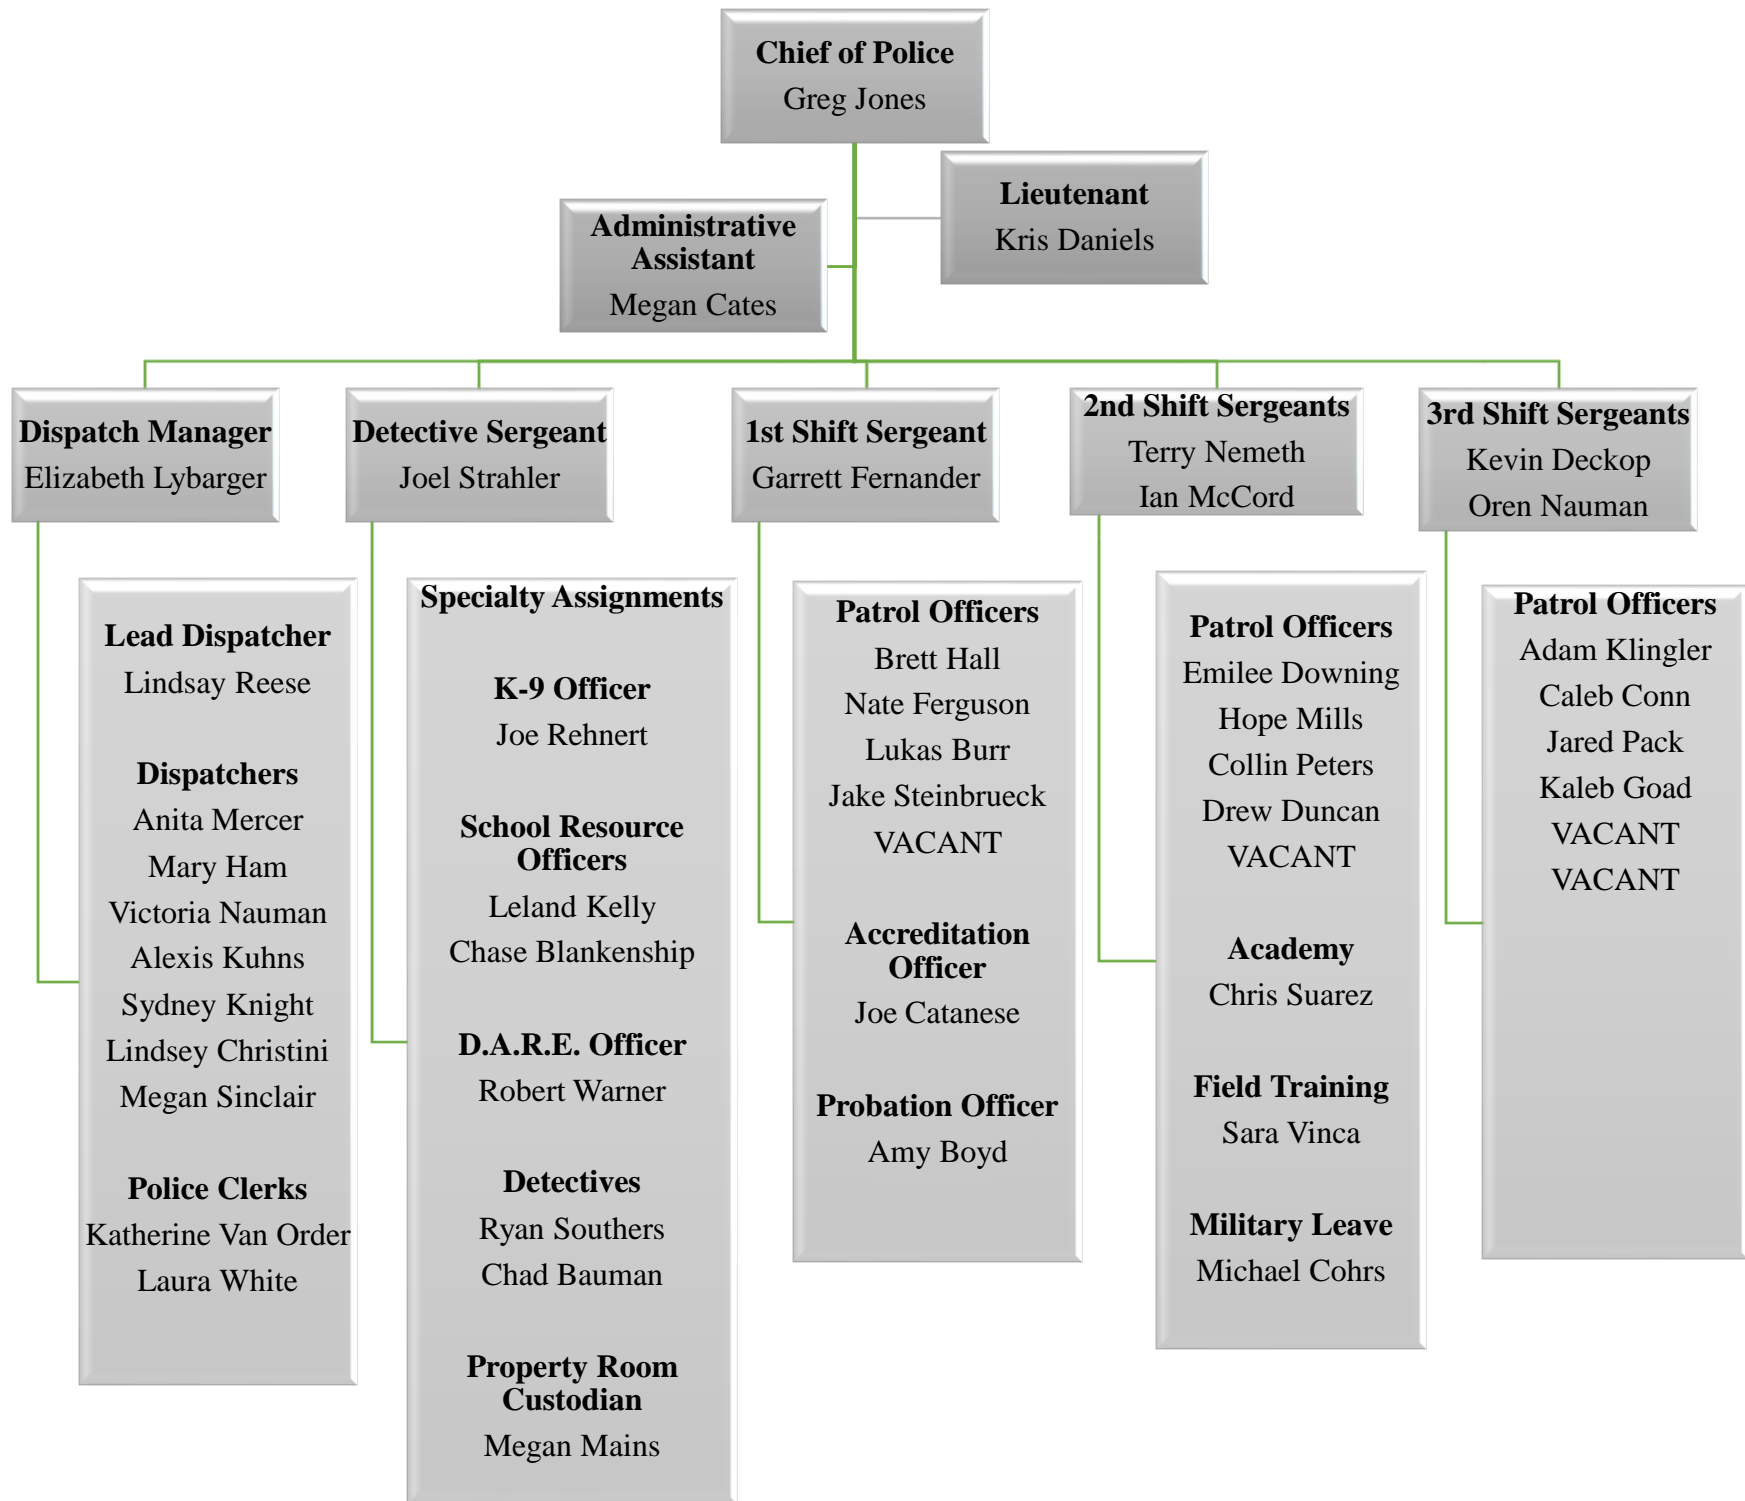 Chief of Police
Greg Jones
Lieutenant
Kris Daniels
Administrative
Assistant
Megan Cates
Dispatch Manager
Elizabeth Lybarger
Detective Sergeant
Joel Strahler
1st Shift Sergeant
Garrett Fernander
2nd Shift Sergeants
Terry Nemeth
Ian McCord
3rd Shift Sergeants
Kevin Deckop
Oren Nauman
Lead Dispatcher
Lindsay Reese
Dispatchers
Anita Mercer
Mary Ham
Victoria Nauman
Alexis Kuhns
Sydney Knight
Lindsey Christini
Megan Sinclair
Police Clerks
Katherine Van Order
Laura White
Specialty Assignments
K-9 Officer
Joe Rehnert
School Resource
Officers
Leland Kelly
Chase Blankenship
D.A.R.E. Officer
Robert Warner
Detectives
Ryan Southers
Chad Bauman
Property Room
Custodian
Megan Mains
Patrol Officers
Brett Hall
Nate Ferguson
Lukas Burr
Jake Steinbrueck
VACANT
Accreditation
Officer
Joe Catanese
Probation Officer
Amy Boyd
Patrol Officers
Emilee Downing
Hope Mills
Collin Peters
Drew Duncan
VACANT
Academy
Chris Suarez
Field Training
Sara Vinca
Military Leave
Michael Cohrs
Patrol Officers
Adam Klingler
Caleb Conn
Jared Pack
Kaleb Goad
VACANT
VACANT